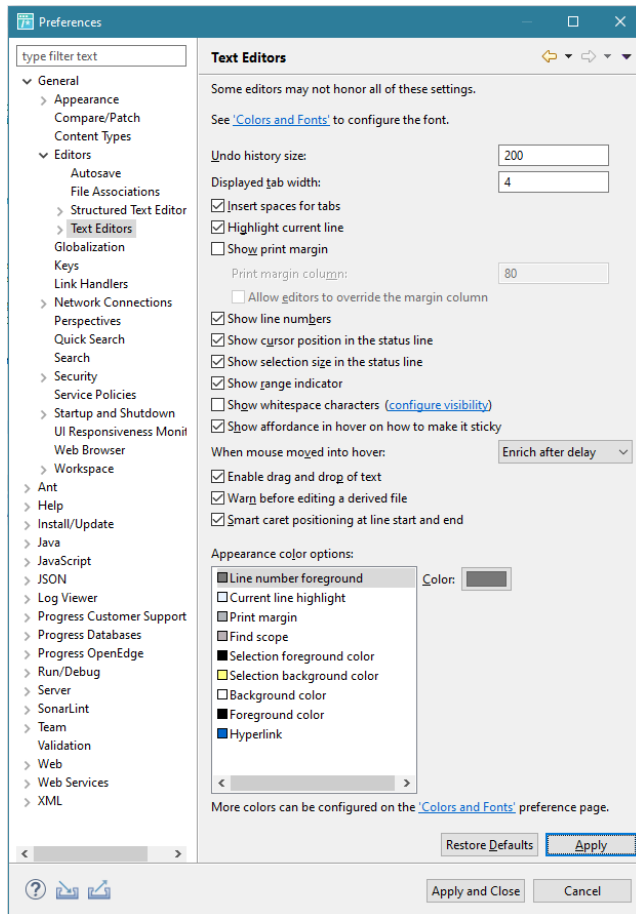 Preferences
type filter text
General
Appearance
Compare/Patch
Content Types
Editors
Autosave
File Associations
Structured Text Editor
Text Editors
Globalization
Keys
Link Handlers
Network Connections
Perspectives
Quick Search
Search
Security
Service Policies
Startup and Shutdown
UI Responsiveness Monit
Web Browser
Workspace
Ant
Help
Install/Update
Java
JavaScript
JSON
Log Viewer
Progress Customer Support
Progress Databases
Progress OpenEdge
Run/Debug
Server
SonarLint
Team
Validation
Web
Web Services
XML
Text Editors
Some editors may not honor all of these settings.
See 'Colors and Fonts' to configure the font.
Undo history size: 200
Displayed tab width: 4
Insert spaces for tabs
Highlight current line
Show print margin
Print margin column: 80
Allow editors to override the margin column
Show line numbers
Show cursor position in the status line
Show selection size in the status line
Show range indicator
Show whitespace characters (configure visibility)
Show affordance in hover on how to make it sticky
When mouse moved into hover: Enrich after delay
Enable drag and drop of text
Warn before editing a derived file
Smart caret positioning at line start and end
Appearance color options:
Line number foreground
Current line highlight
Print margin
Find scope
Selection foreground color
Selection background color
Background color
Foreground color
Hyperlink
Color:
More colors can be configured on the 'Colors and Fonts' preference page.
Restore Defaults Apply
Apply and Close Cancel